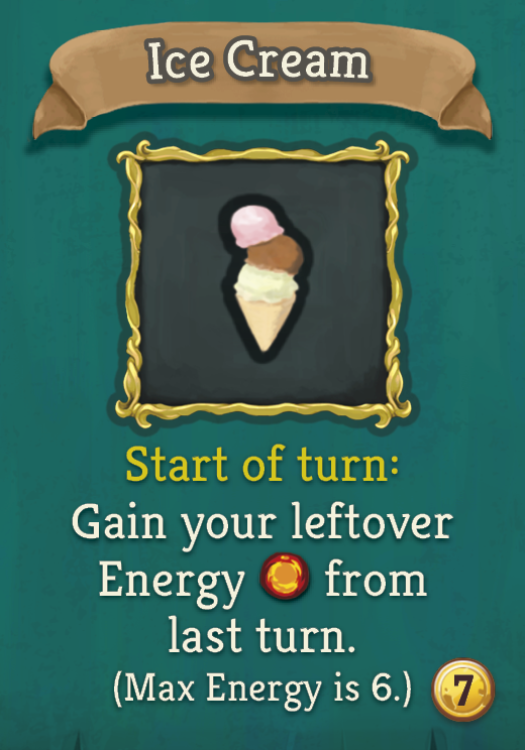 Ice Cream
Start of turn:
Gain your leftover
Energy from
last turn.
(Max Energy is 6.)
7